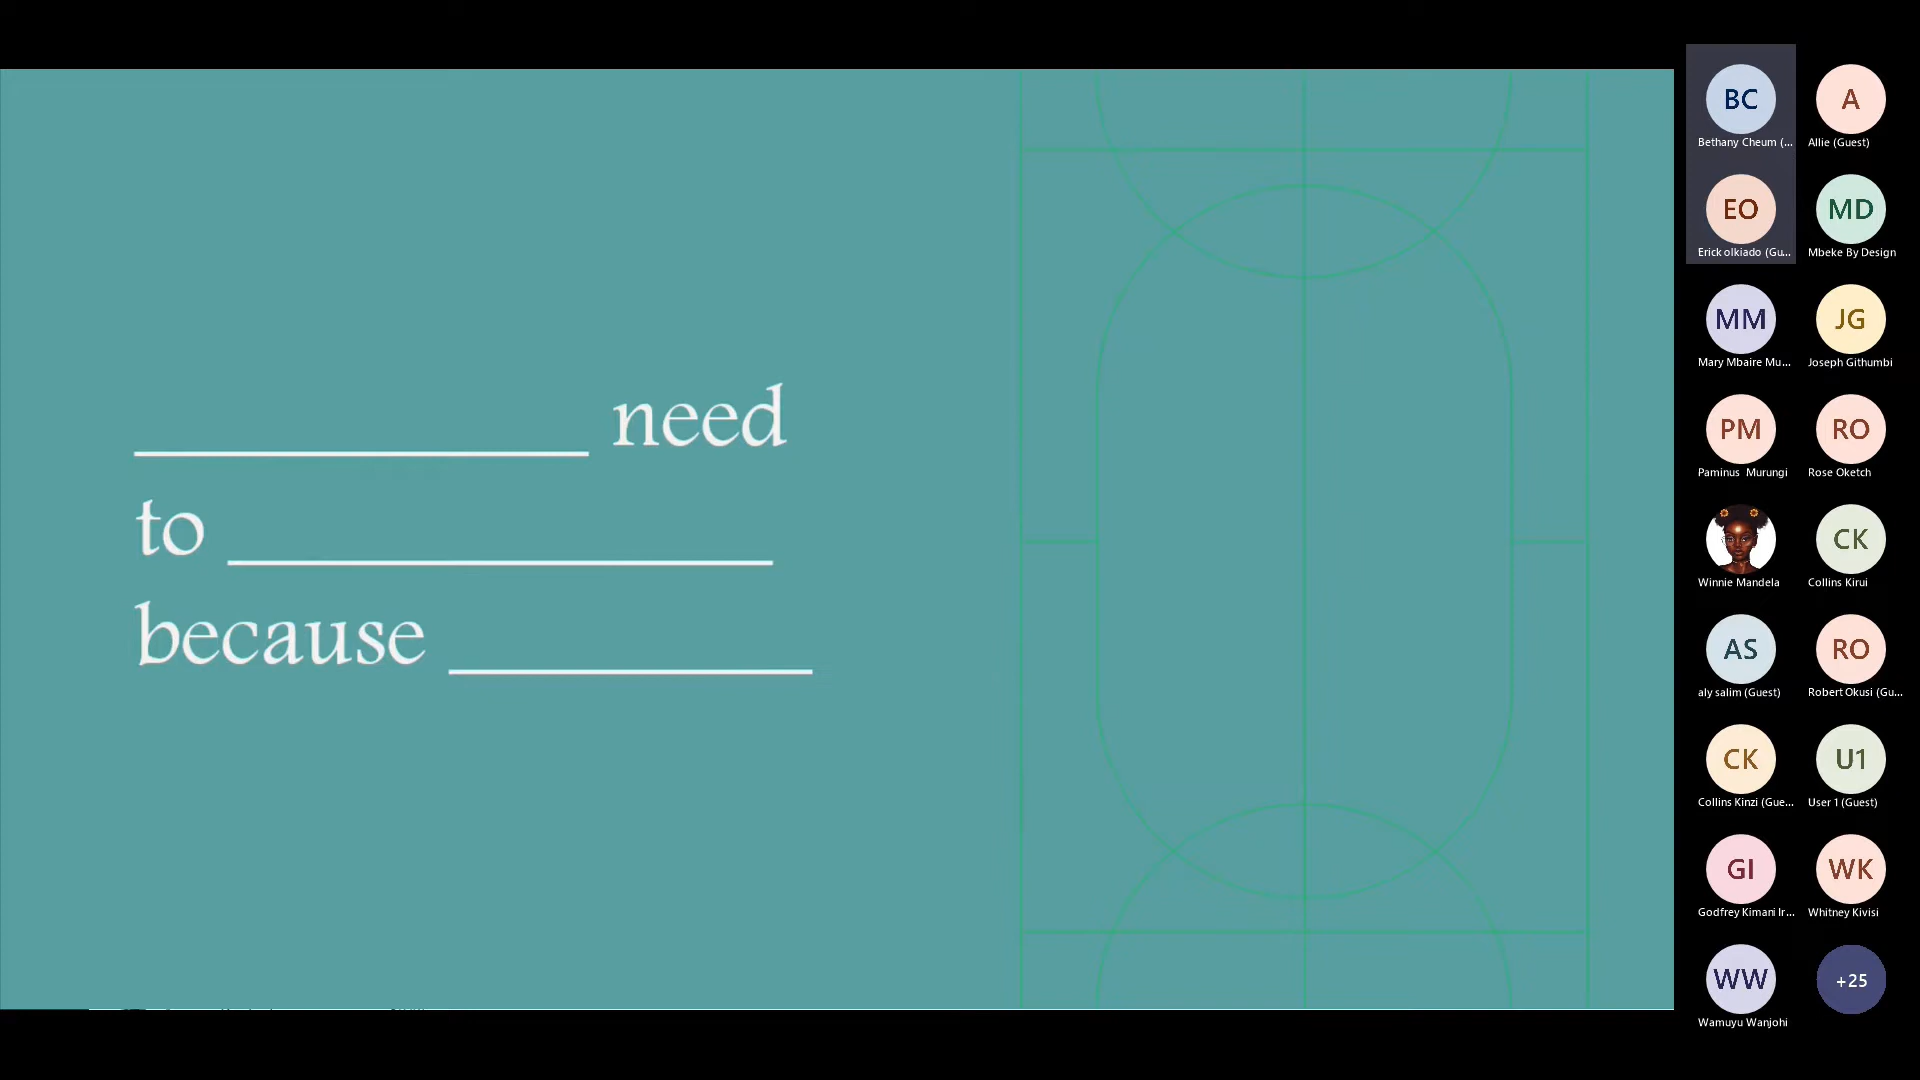 ____________ need
to ______________
because __________
BC
Bethany Cheum (...
A
Allie (Guest)
EO
Erick olkiado (Gu...
MD
Mbeke By Design
MM
Mary Mbaire Mu...
JG
Joseph Githumbi
PM
Paminus Murungi
RO
Rose Oketch
Winnie Mandela
CK
Collins Kirui
AS
aly salim (Guest)
RO
Robert Okusi (Gu...
CK
Collins Kinzi (Gue...
U1
User 1 (Guest)
GI
Godfrey Kimani Ir...
WK
Whitney Kivisi
WW
Wamuyu Wanjohi
+25